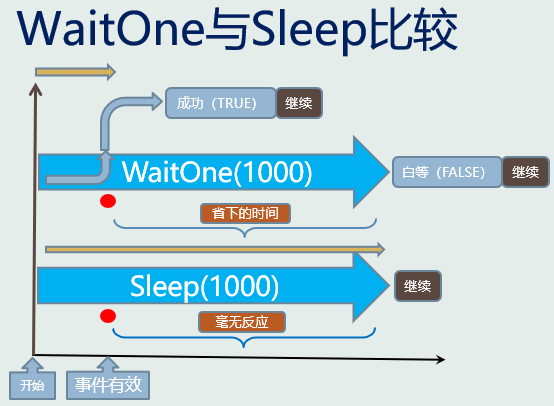 WaitOne与Sleep比较
成功（TRUE） 继续
WaitOne(1000) 白等（FALSE） 继续
省下的时间
Sleep(1000) 继续
毫无反应
开始 事件有效